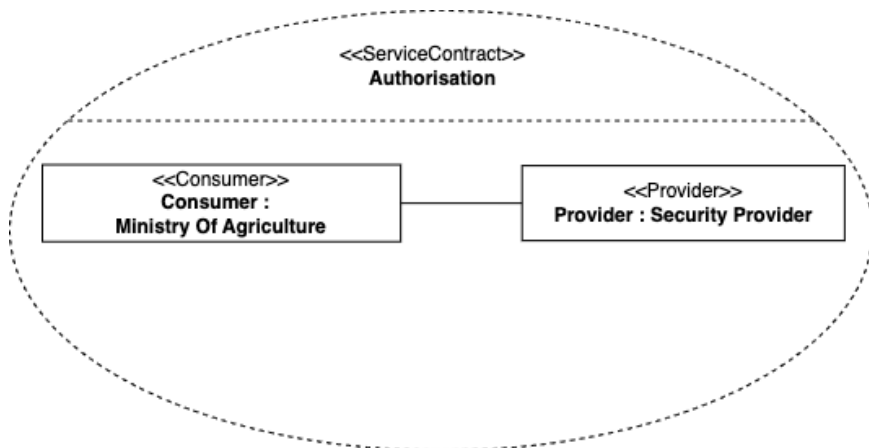 <<ServiceContract>>
Authorisation
<<Consumer>>
Consumer :
Ministry Of Agriculture
<<Provider>>
Provider : Security Provider